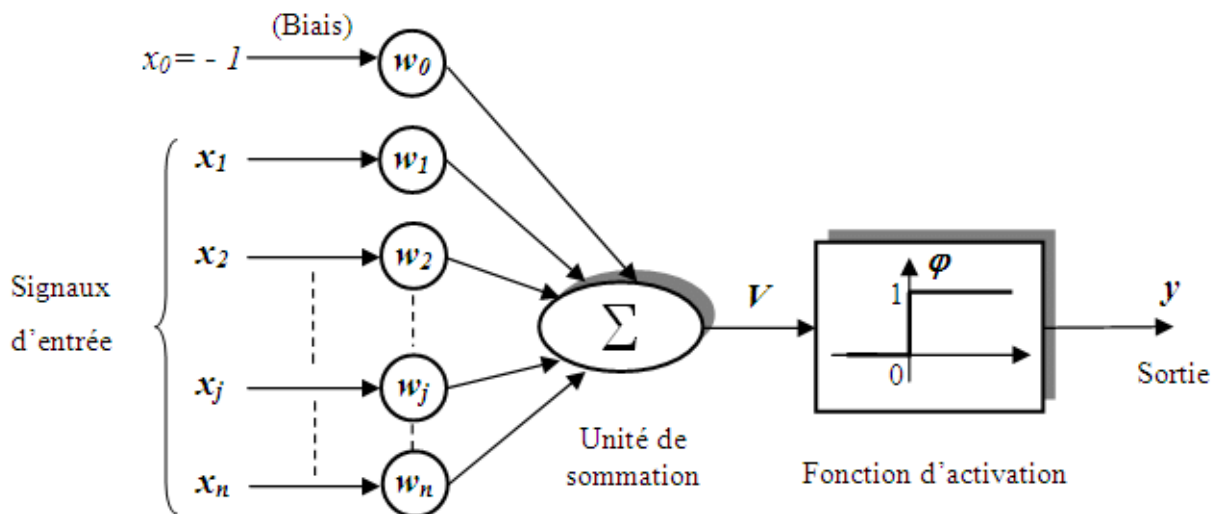 (Biais)
x₀ = - 1
w₀
x₁
w₁
x₂
w₂
Signaux
d'entrée
xⱼ
wⱼ
xₙ
wₙ
Σ
Unité de
sommation
V
φ
1
0
Fonction d'activation
y
Sortie